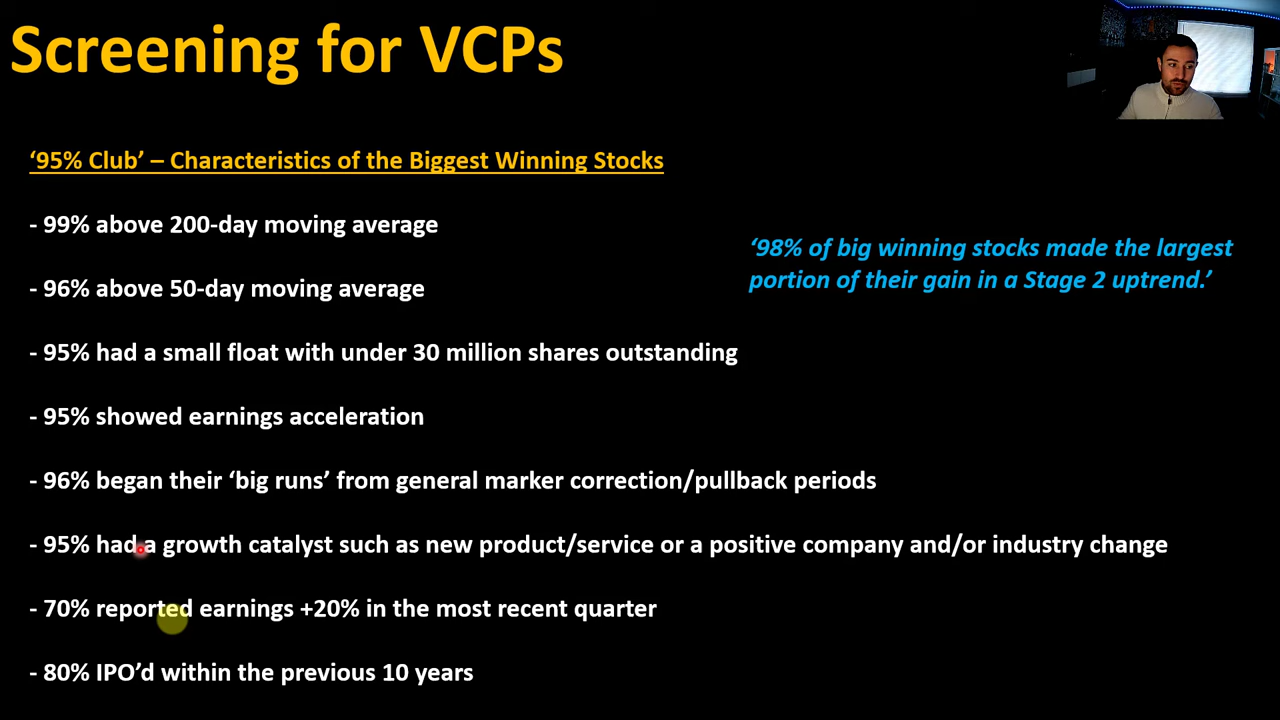 Screening for VCPs
‘95% Club’ – Characteristics of the Biggest Winning Stocks
- 99% above 200-day moving average
- 96% above 50-day moving average
- 95% had a small float with under 30 million shares outstanding
- 95% showed earnings acceleration
- 96% began their ‘big runs’ from general marker correction/pullback periods
- 95% had a growth catalyst such as new product/service or a positive company and/or industry change
- 70% reported earnings +20% in the most recent quarter
- 80% IPO’d within the previous 10 years
‘98% of big winning stocks made the largest
portion of their gain in a Stage 2 uptrend.’